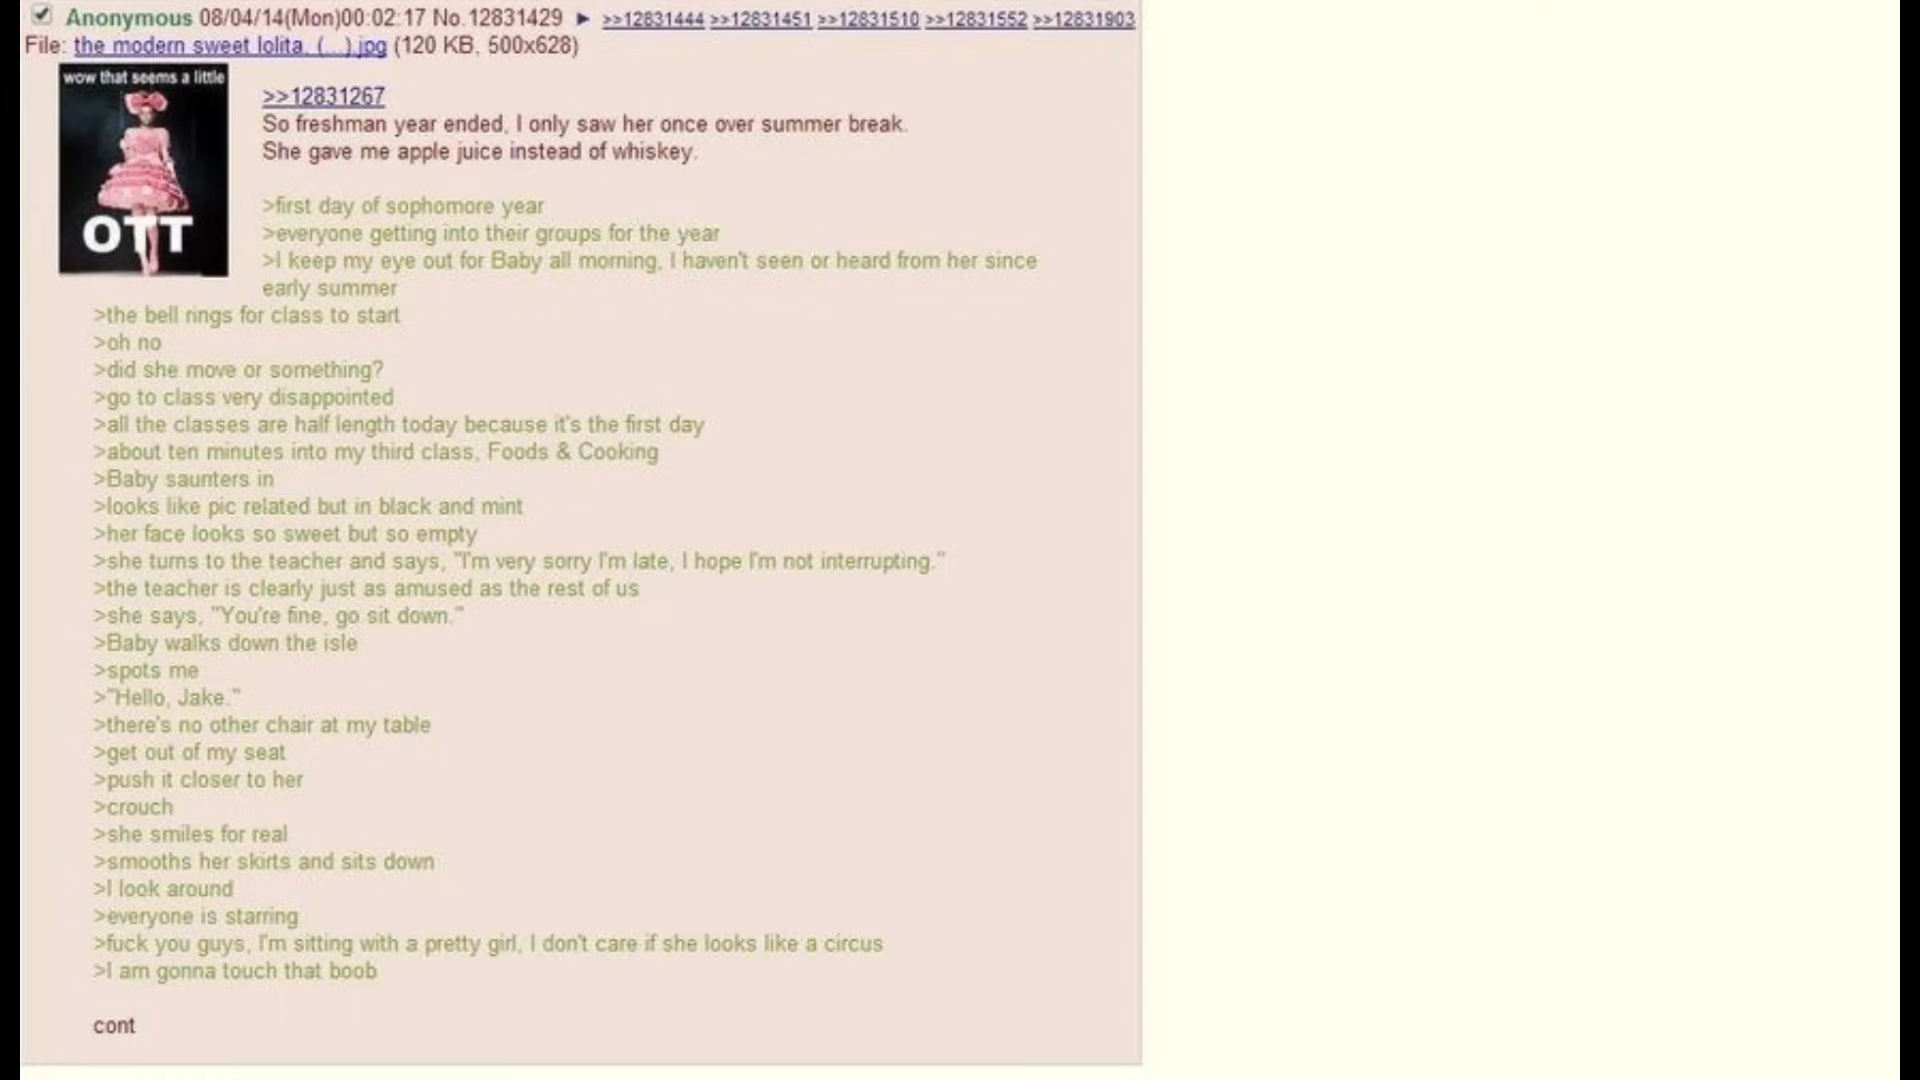 Anonymous 08/04/14(Mon)00:02:17 No.12831429 ► >>12831444 >>12831451 >>12831510 >>12831552 >>12831903
File: the modern sweet lolita. (...).jpg (120 KB, 500x628)
wow that seems a little
OTT
>>12831267
So freshman year ended, I only saw her once over summer break.
She gave me apple juice instead of whiskey.
>first day of sophomore year
>everyone getting into their groups for the year
>I keep my eye out for Baby all morning, I haven't seen or heard from her since
early summer
>the bell rings for class to start
>oh no
>did she move or something?
>go to class very disappointed
>all the classes are half length today because it's the first day
>about ten minutes into my third class, Foods & Cooking
>Baby saunters in
>looks like pic related but in black and mint
>her face looks so sweet but so empty
>she turns to the teacher and says, "I'm very sorry I'm late, I hope I'm not interrupting."
>the teacher is clearly just as amused as the rest of us
>she says, "You're fine, go sit down."
>Baby walks down the isle
>spots me
>"Hello, Jake."
>there's no other chair at my table
>get out of my seat
>push it closer to her
>crouch
>she smiles for real
>smooths her skirts and sits down
>I look around
>everyone is starring
>fuck you guys, I'm sitting with a pretty girl, I don't care if she looks like a circus
>I am gonna touch that boob
cont